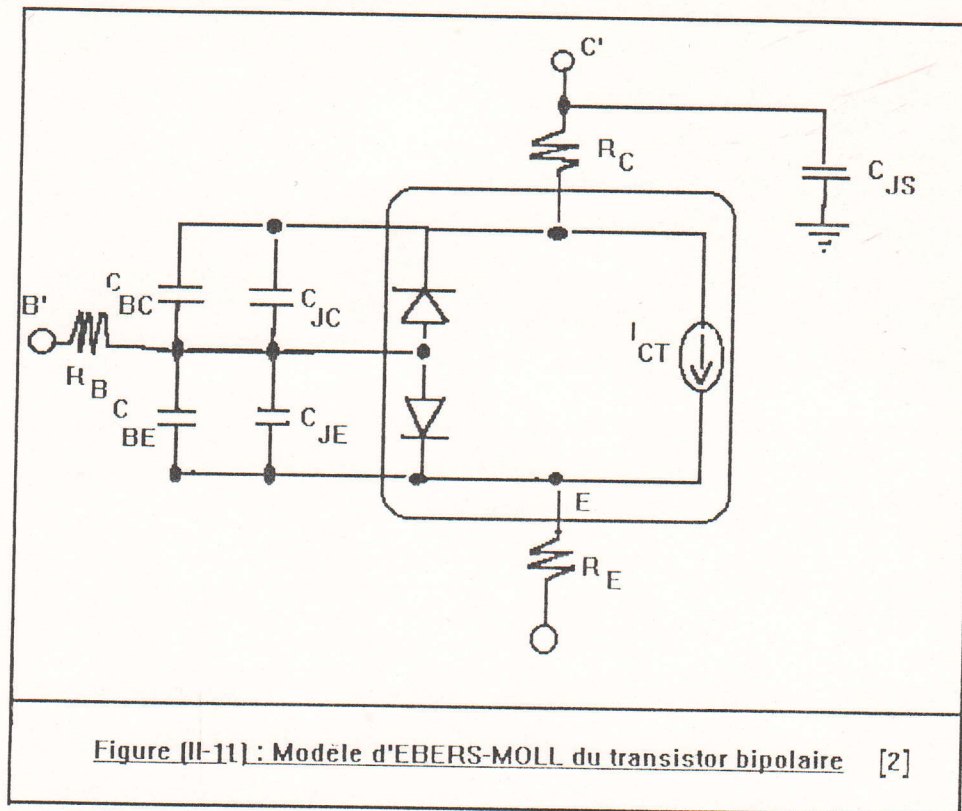 C'
R C
C JS
C BC
C JC
B'
R B
I CT
C BE
C JE
E
R E
Figure (II-11) : Modèle d'EBERS-MOLL du transistor bipolaire [2]